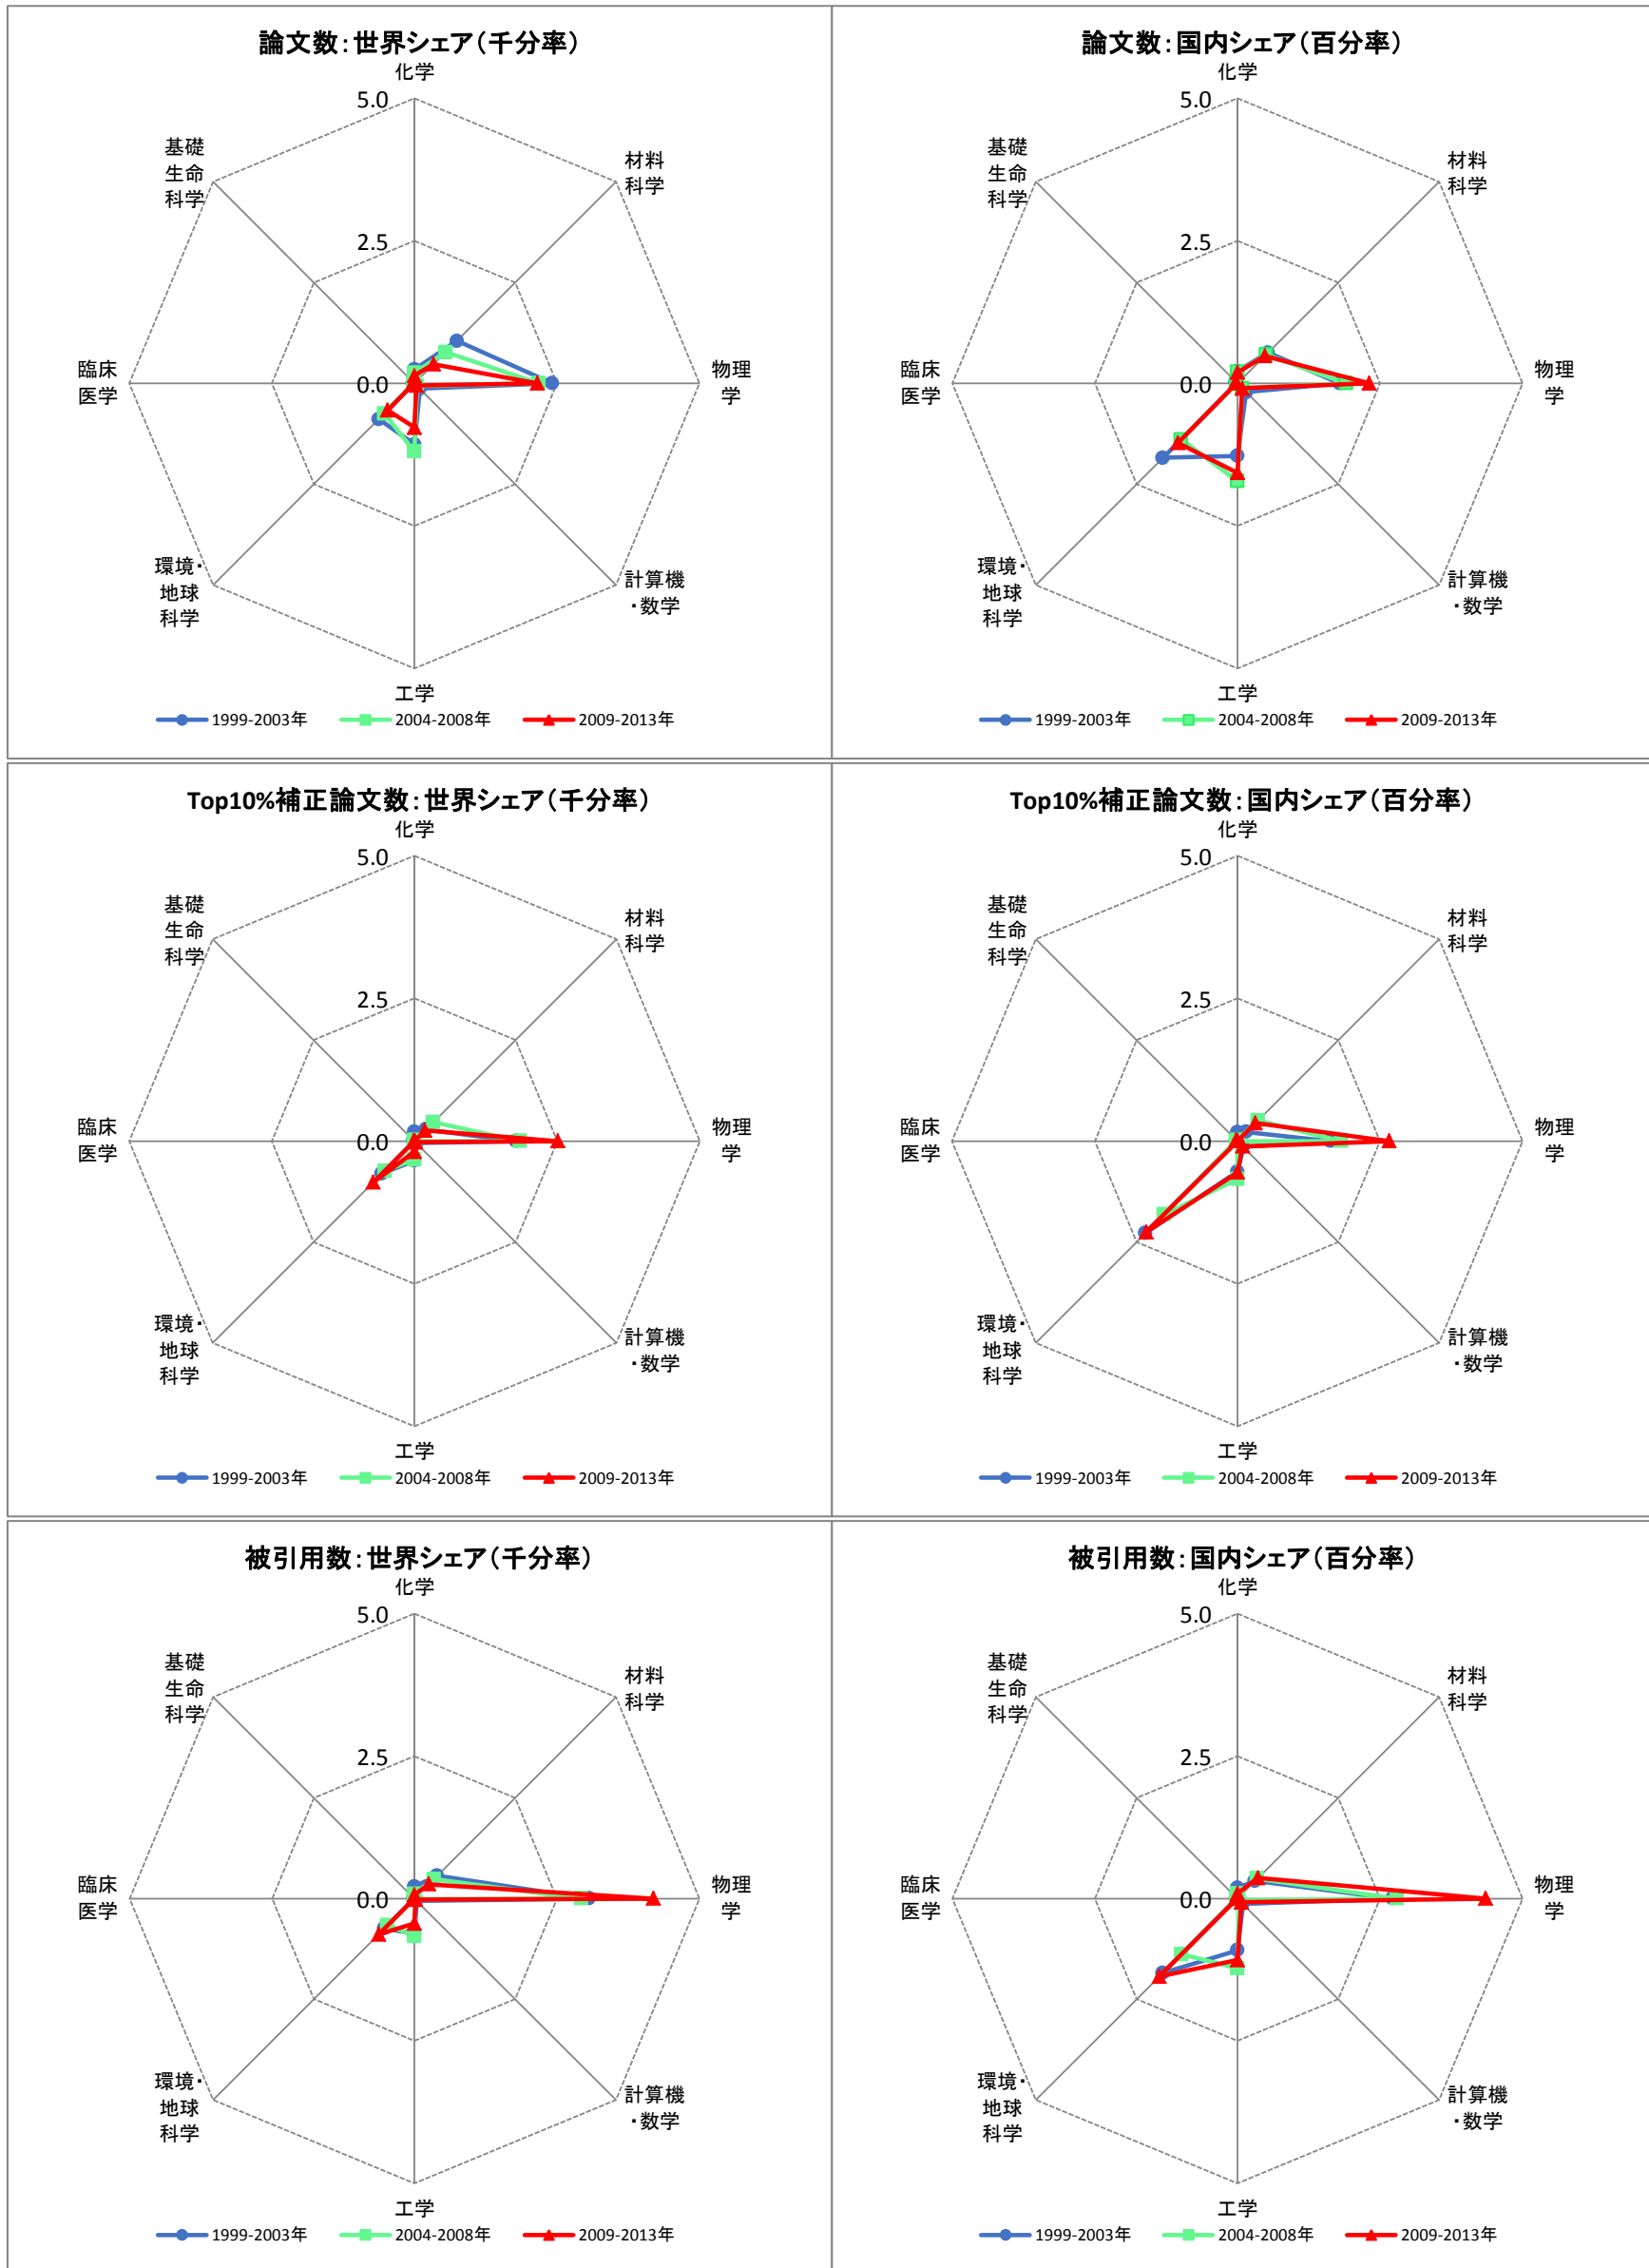 論文数：世界シェア（千分率）
化学
5.0
基礎
生命
科学
材料
科学
2.5
臨床
医学
0.0
物理
学
環境・
地球
科学
計算機
・数学
工学
1999-2003年
2004-2008年
2009-2013年
論文数：国内シェア（百分率）
化学
5.0
基礎
生命
科学
材料
科学
2.5
臨床
医学
0.0
物理
学
環境・
地球
科学
計算機
・数学
工学
1999-2003年
2004-2008年
2009-2013年
Top10%補正論文数：世界シェア（千分率）
化学
5.0
基礎
生命
科学
材料
科学
2.5
臨床
医学
0.0
物理
学
環境・
地球
科学
計算機
・数学
工学
1999-2003年
2004-2008年
2009-2013年
Top10%補正論文数：国内シェア（百分率）
化学
5.0
基礎
生命
科学
材料
科学
2.5
臨床
医学
0.0
物理
学
環境・
地球
科学
計算機
・数学
工学
1999-2003年
2004-2008年
2009-2013年
被引用数：世界シェア（千分率）
化学
5.0
基礎
生命
科学
材料
科学
2.5
臨床
医学
0.0
物理
学
環境・
地球
科学
計算機
・数学
工学
1999-2003年
2004-2008年
2009-2013年
被引用数：国内シェア（百分率）
化学
5.0
基礎
生命
科学
材料
科学
2.5
臨床
医学
0.0
物理
学
環境・
地球
科学
計算機
・数学
工学
1999-2003年
2004-2008年
2009-2013年